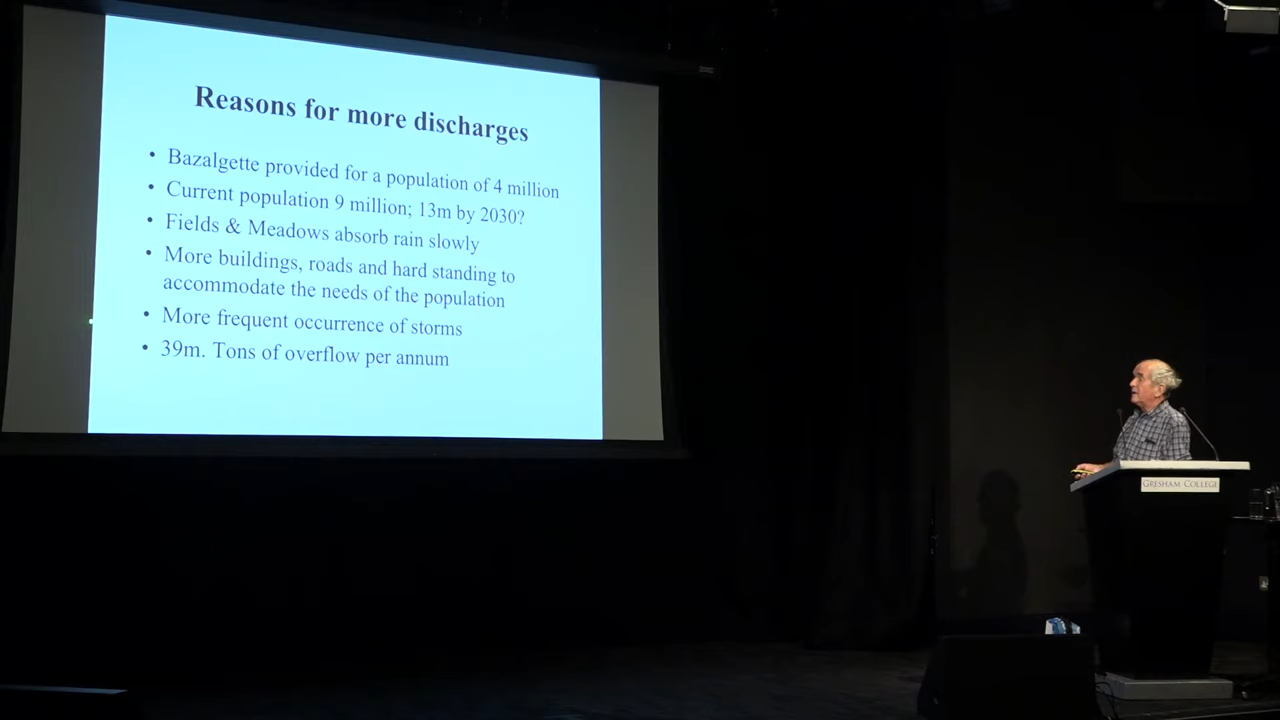 Reasons for more discharges
• Bazalgette provided for a population of 4 million
• Current population 9 million; 13m by 2030?
• Fields & Meadows absorb rain slowly
• More buildings, roads and hard standing to
accommodate the needs of the population
• More frequent occurrence of storms
• 39m. Tons of overflow per annum
GRESHAM COLLEGE